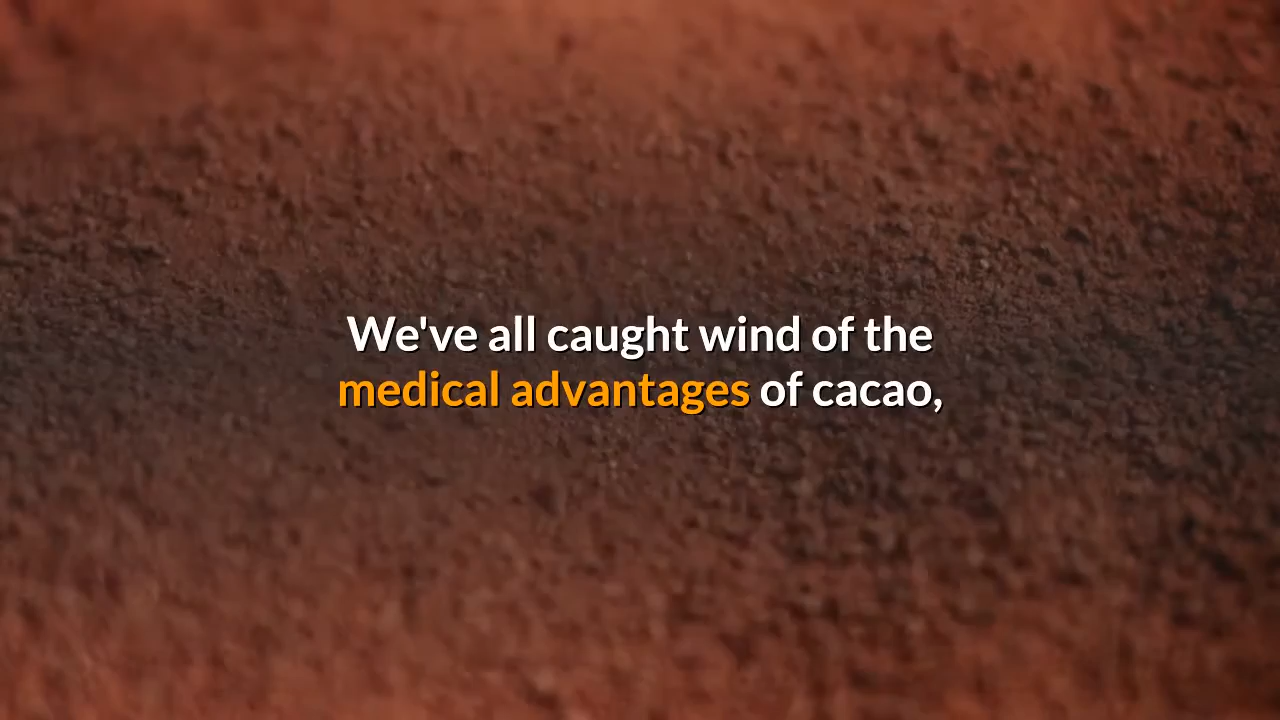 We've all caught wind of the
medical advantages of cacao,